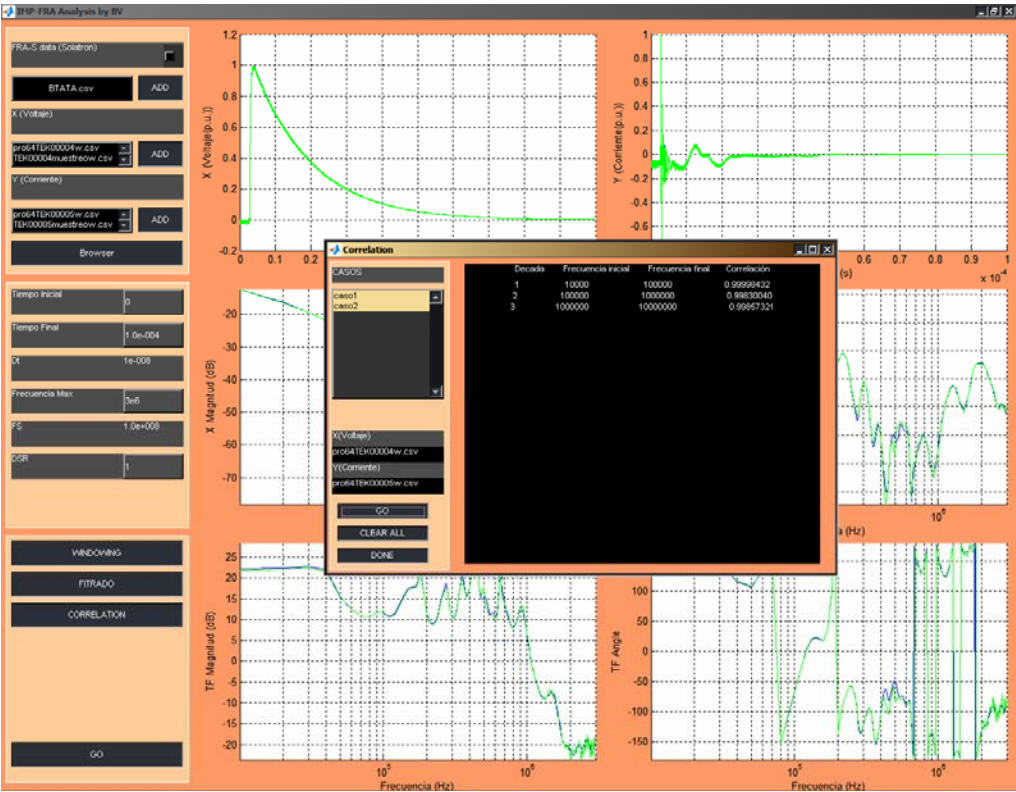 IMP-FRA Analysis by BV
FRA-S data (Solatron)
BTATA.csv
ADD
X (Voltaje)
pro64TEK00004w.csv
TEK00004muestreow.csv
ADD
Y (Corriente)
pro64TEK00005w.csv
TEK00005muestreow.csv
ADD
Browser
Tiempo Inicial
0
Tiempo Final
1.0e-004
Dt
1e-008
Frecuencia Max
3e6
FS
1.0e+008
DSR
1
WINDOWING
FITRADO
CORRELATION
GO
X (Voltaje(p.u.))
1.2
1
0.8
0.6
0.4
0.2
0
-0.2
0 0.1 0.2
Y (Corriente(p.u.))
1
0.8
0.6
0.4
0.2
0
-0.2
-0.4
-0.6
0.6 0.7 0.8 0.9 1
(s)
x 10⁻⁴
X Magnitud (dB)
-20
-30
-40
-50
-60
-70
10⁶
(Hz)
Correlation
CASOS
caso1
caso2
X(Voltaje)
pro64TEK00004w.csv
Y(Corriente)
pro64TEK00005w.csv
GO
CLEAR ALL
DONE
Decada Frecuencia inicial Frecuencia final Correlación
1 10000 100000 0.99998432
2 100000 1000000 0.99830040
3 1000000 10000000 0.99857321
TF Magnitud (dB)
25
20
15
10
5
0
-5
-10
-15
-20
10⁵ 10⁶
Frecuencia (Hz)
TF Angle
100
50
0
-50
-100
-150
10⁵ 10⁶
Frecuencia (Hz)